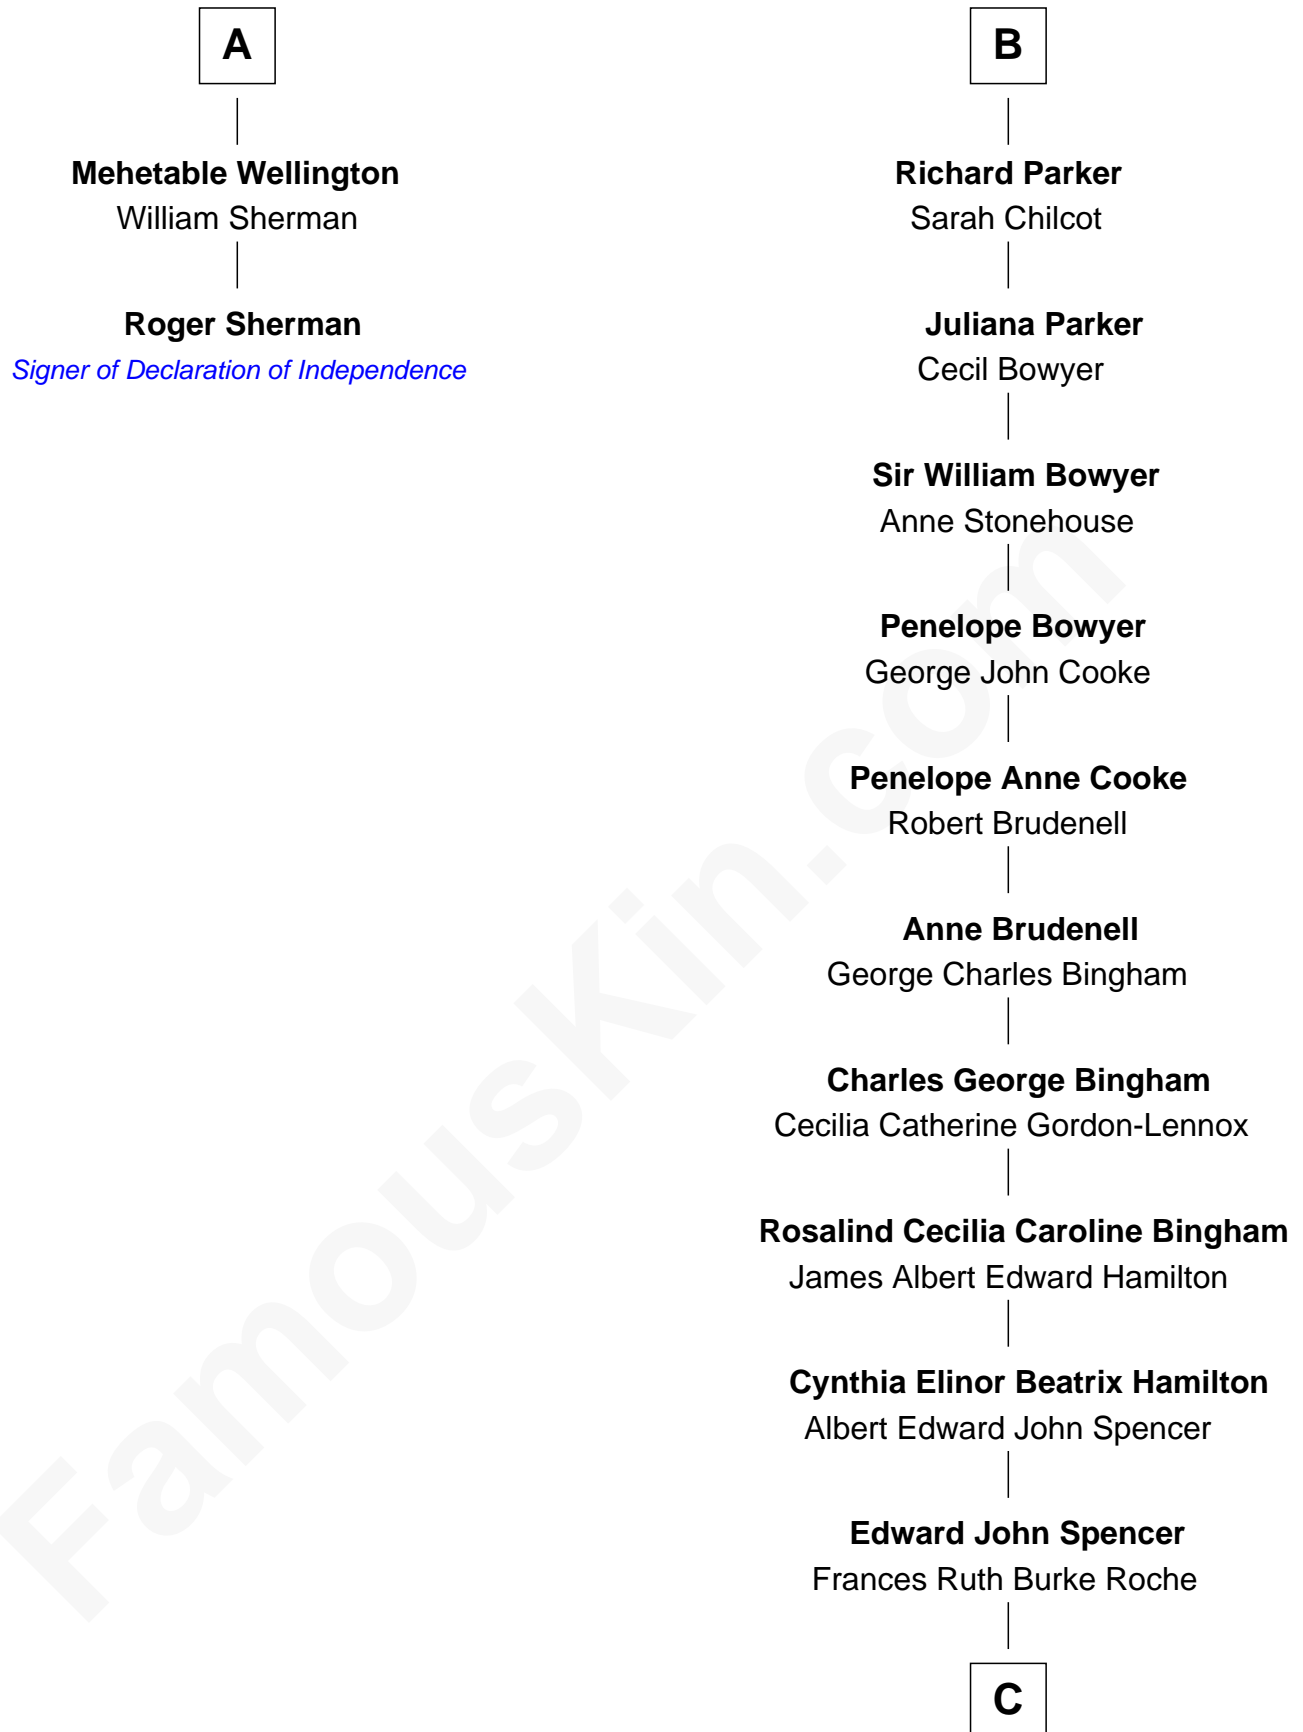 A
Mehetable Wellington
William Sherman
Roger Sherman
Signer of Declaration of Independence
B
Richard Parker
Sarah Chilcot
Juliana Parker
Cecil Bowyer
Sir William Bowyer
Anne Stonehouse
Penelope Bowyer
George John Cooke
Penelope Anne Cooke
Robert Brudenell
Anne Brudenell
George Charles Bingham
Charles George Bingham
Cecilia Catherine Gordon-Lennox
Rosalind Cecilia Caroline Bingham
James Albert Edward Hamilton
Cynthia Elinor Beatrix Hamilton
Albert Edward John Spencer
Edward John Spencer
Frances Ruth Burke Roche
C
FamousKin.com